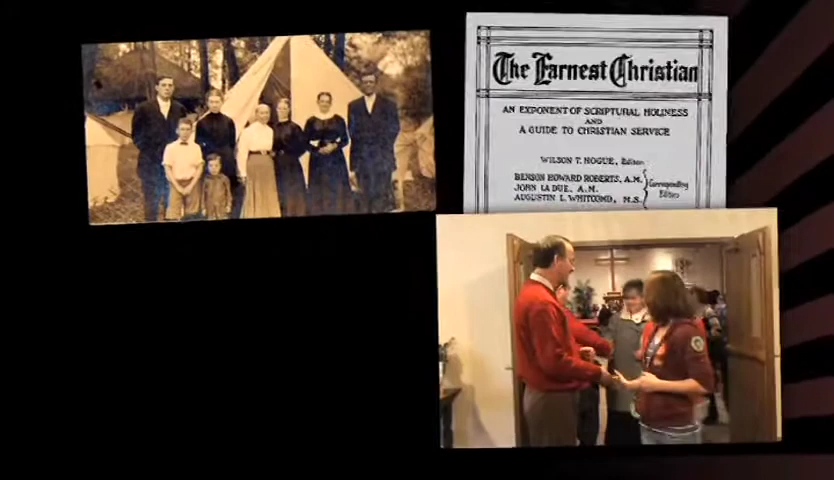 The Earnest Christian
AN EXPONENT OF SCRIPTURAL HOLINESS
AND
A GUIDE TO CHRISTIAN SERVICE
WILSON T. HOGUE, Editor
BENSON HOWARD ROBERTS, A.M.
JOHN LA DUE, A.M.
AUGUSTIN L. WHITCOMB, M.S.
Corresponding
Editors